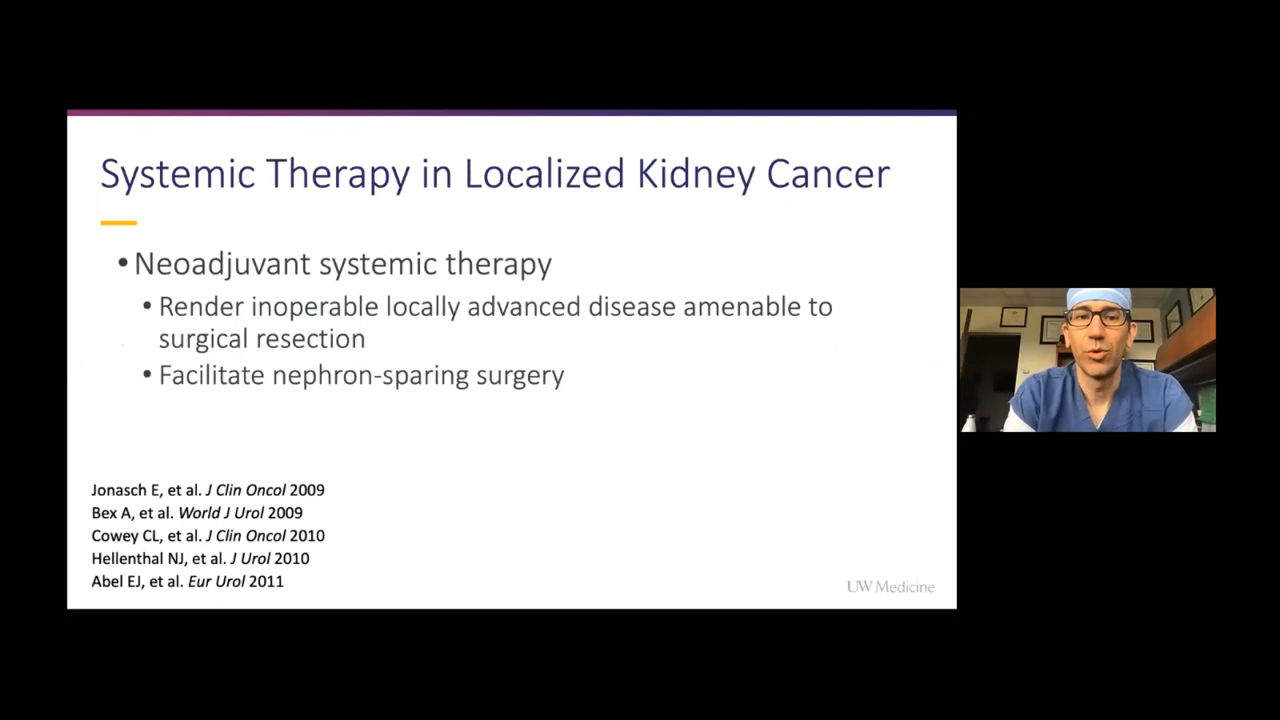 Systemic Therapy in Localized Kidney Cancer
• Neoadjuvant systemic therapy
• Render inoperable locally advanced disease amenable to
surgical resection
• Facilitate nephron-sparing surgery
Jonasch E, et al. J Clin Oncol 2009
Bex A, et al. World J Urol 2009
Cowey CL, et al. J Clin Oncol 2010
Hellenthal NJ, et al. J Urol 2010
Abel EJ, et al. Eur Urol 2011
UW Medicine